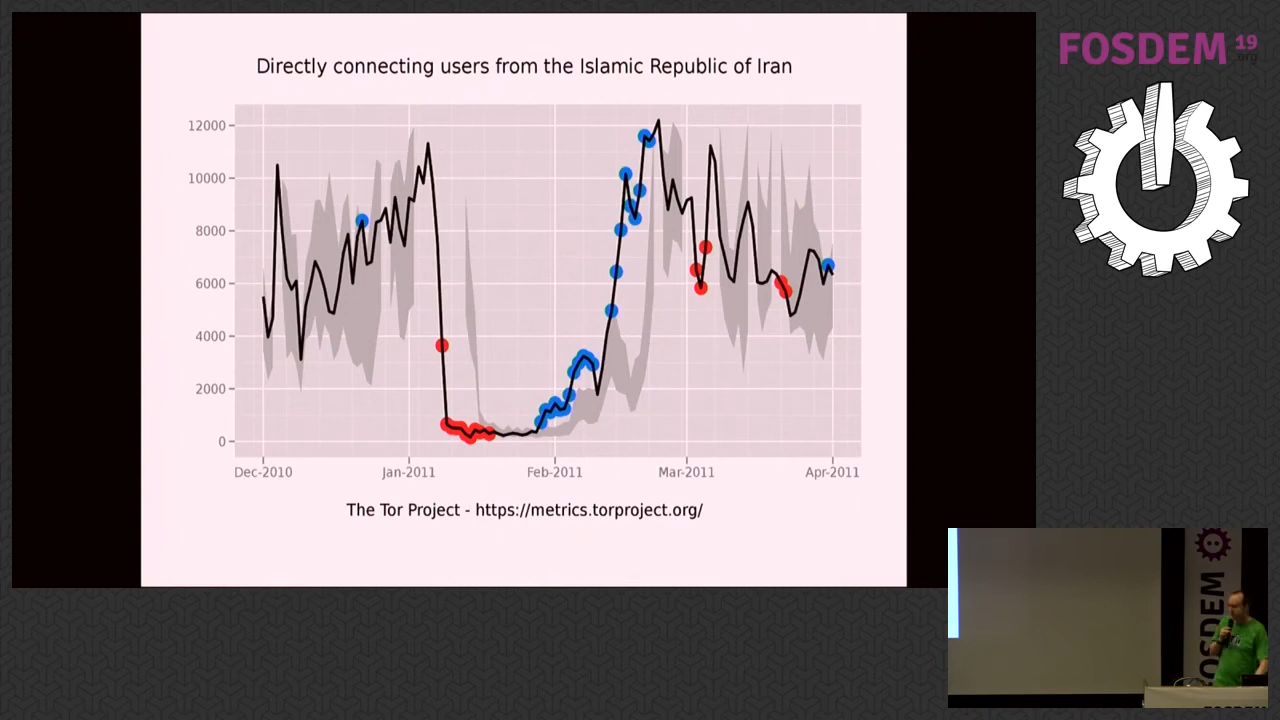 Directly connecting users from the Islamic Republic of Iran
12000
10000
8000
6000
4000
2000
0
Dec-2010
Jan-2011
Feb-2011
Mar-2011
Apr-2011
The Tor Project - https://metrics.torproject.org/
FOSDEM 19
.org
FOSDEM
FOSDEM